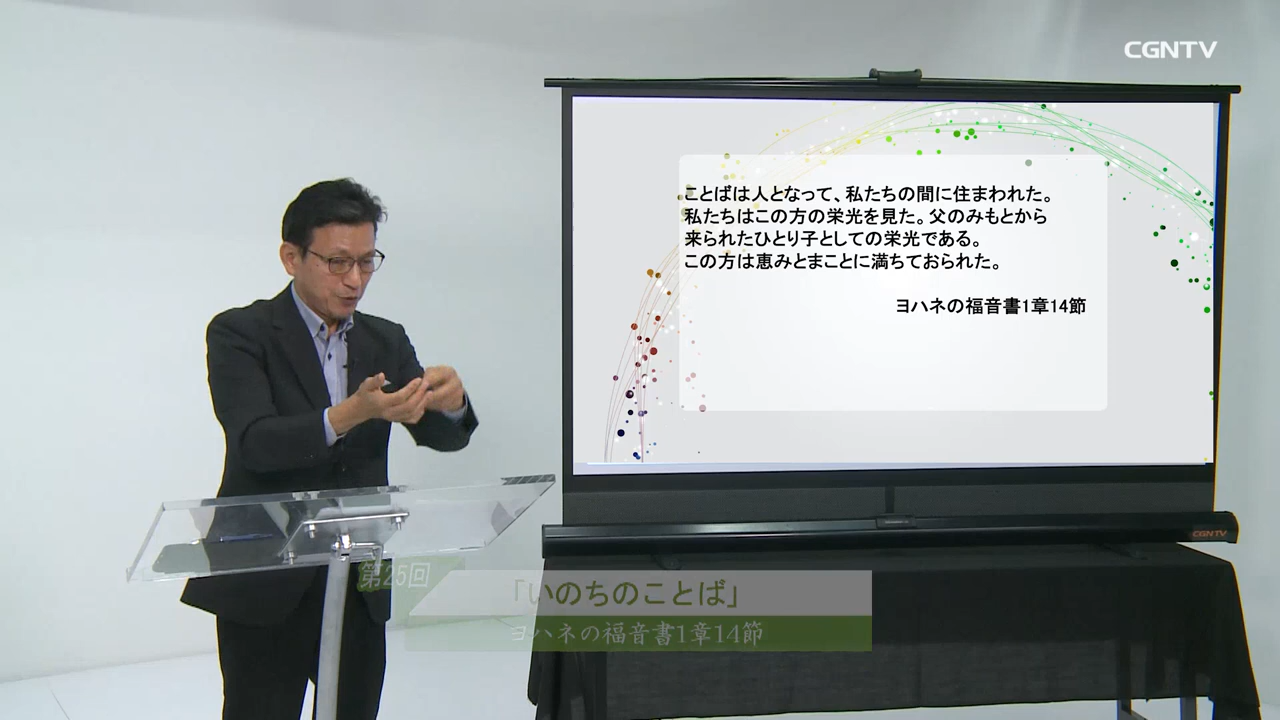 CGNTV
ことばは人となって、私たちの間に住まわれた。
私たちはこの方の栄光を見た。父のみもとから
来られたひとり子としての栄光である。
この方は恵みとまことに満ちておられた。
ヨハネの福音書1章14節
CGNTV
第25回
「いのちのことば」
ヨハネの福音書1章14節